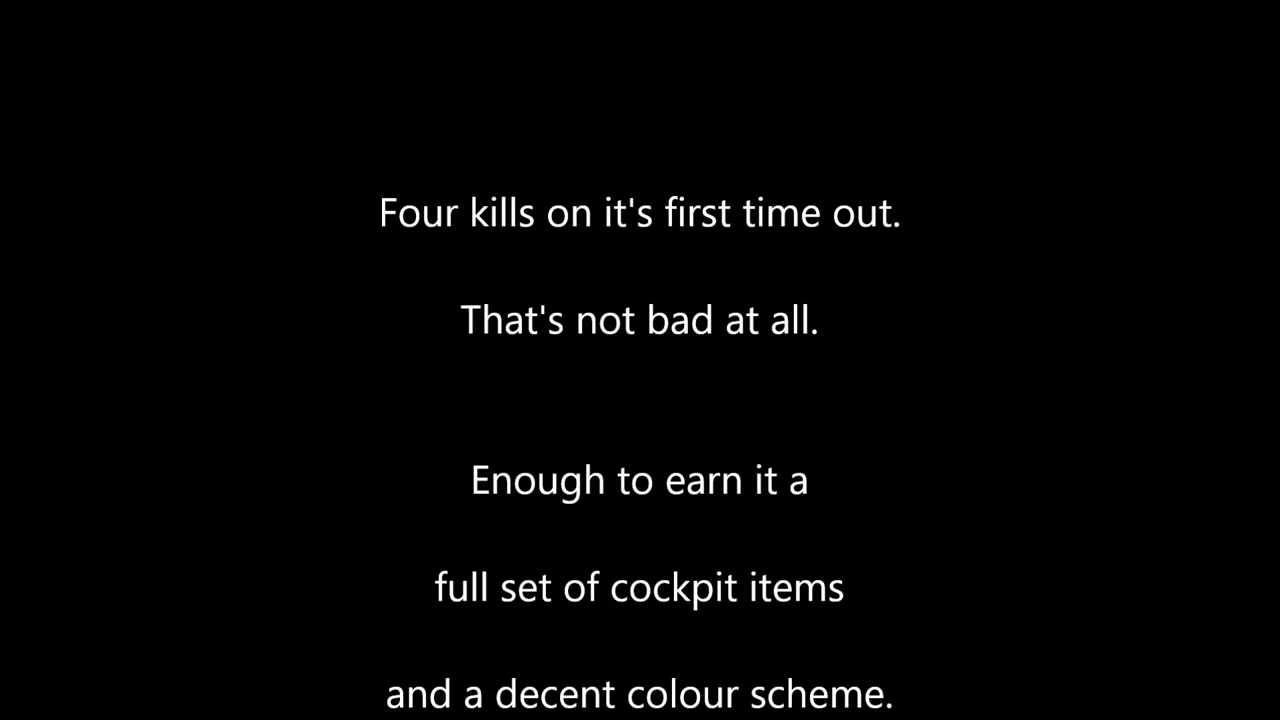 Four kills on it's first time out.
That's not bad at all.
Enough to earn it a
full set of cockpit items
and a decent colour scheme.